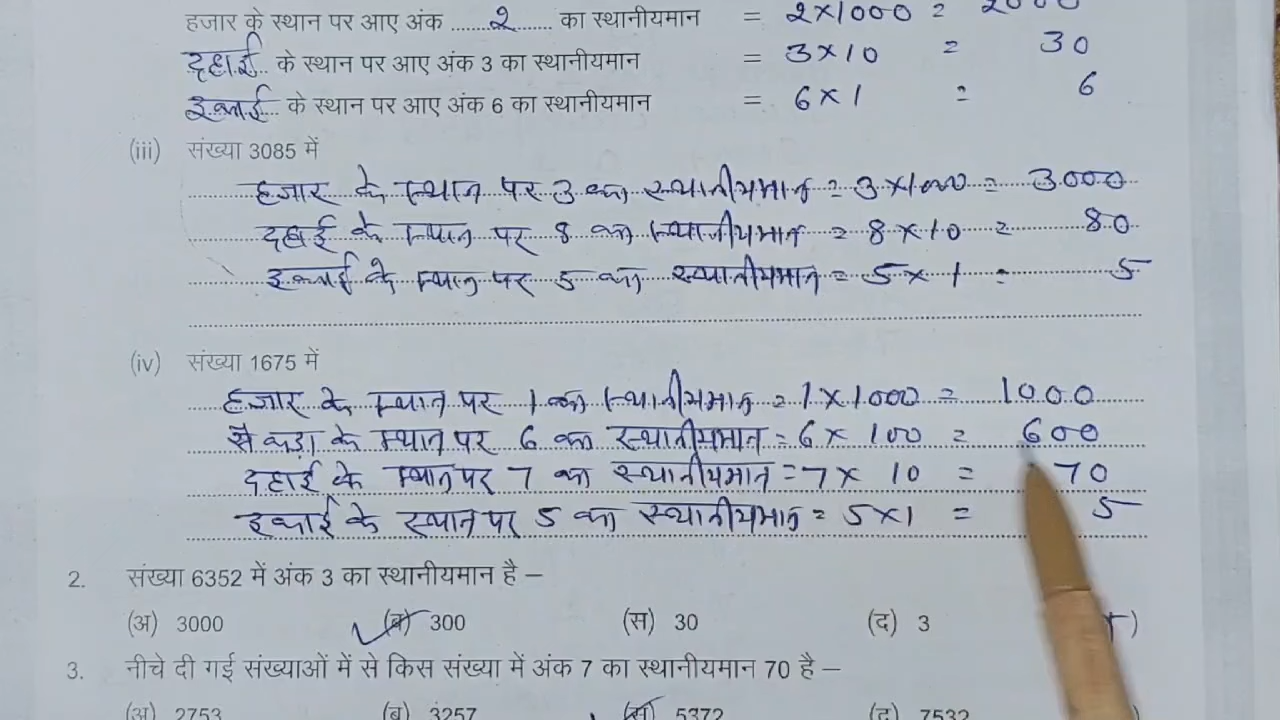 हजार के स्थान पर आए अंक ........2........ का स्थानीयमान = 2×1000 = 2000
दहाई.. के स्थान पर आए अंक 3 का स्थानीयमान = 3×10 = 30
इकाई.... के स्थान पर आए अंक 6 का स्थानीयमान = 6×1 = 6
(iii) संख्या 3085 में
हजार के स्थान पर 3 का स्थानीयमान = 3×1000 = 3000
दहाई के स्थान पर 8 का स्थानीयमान = 8×10 = 80
इकाई के स्थान पर 5 का स्थानीयमान = 5×1 = 5
(iv) संख्या 1675 में
हजार के स्थान पर 1 का स्थानीयमान = 1×1000 = 1000
सेकड़ा के स्थान पर 6 का स्थानीयमान = 6× 100 = 600
दहाई के स्थान पर 7 का स्थानीयमान = 7× 10 = 70
इकाई के स्थान पर 5 का स्थानीयमान = 5×1 = 5
2. संख्या 6352 में अंक 3 का स्थानीयमान है –
(अ) 3000 (ब) 300 (स) 30 (द) 3 )
3. नीचे दी गई संख्याओं में से किस संख्या में अंक 7 का स्थानीयमान 70 है –
(अ) 2753 (ब) 3257 (स) 5372 (द) 7532